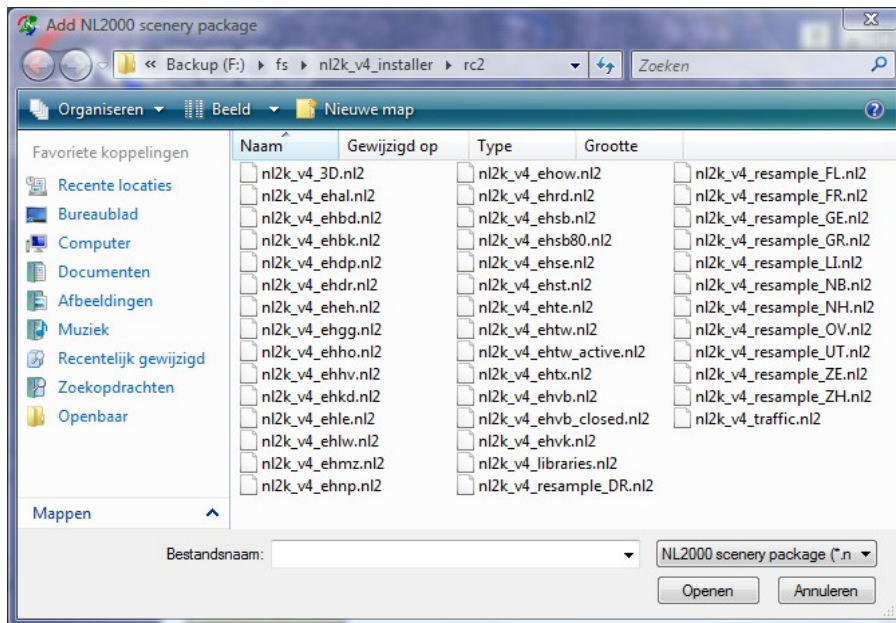 Add NL2000 scenery package
« Backup (F:) fs nl2k_v4_installer rc2 Zoeken
Organiseren Beeld Nieuwe map
Favoriete koppelingen
Recente locaties
Bureaublad
Computer
Documenten
Afbeeldingen
Muziek
Recentelijk gewijzigd
Zoekopdrachten
Openbaar
Mappen
Naam Gewijzigd op Type Grootte
nl2k_v4_3D.nl2
nl2k_v4_ehal.nl2
nl2k_v4_ehbd.nl2
nl2k_v4_ehbk.nl2
nl2k_v4_ehdp.nl2
nl2k_v4_ehdr.nl2
nl2k_v4_eheh.nl2
nl2k_v4_ehgg.nl2
nl2k_v4_ehho.nl2
nl2k_v4_ehhv.nl2
nl2k_v4_ehkd.nl2
nl2k_v4_ehle.nl2
nl2k_v4_ehlw.nl2
nl2k_v4_ehmz.nl2
nl2k_v4_ehnp.nl2
nl2k_v4_ehow.nl2
nl2k_v4_ehrd.nl2
nl2k_v4_ehsb.nl2
nl2k_v4_ehsb80.nl2
nl2k_v4_ehse.nl2
nl2k_v4_ehst.nl2
nl2k_v4_ehte.nl2
nl2k_v4_ehtw.nl2
nl2k_v4_ehtw_active.nl2
nl2k_v4_ehtx.nl2
nl2k_v4_ehvb.nl2
nl2k_v4_ehvb_closed.nl2
nl2k_v4_ehvk.nl2
nl2k_v4_libraries.nl2
nl2k_v4_resample_DR.nl2
nl2k_v4_resample_FL.nl2
nl2k_v4_resample_FR.nl2
nl2k_v4_resample_GE.nl2
nl2k_v4_resample_GR.nl2
nl2k_v4_resample_LI.nl2
nl2k_v4_resample_NB.nl2
nl2k_v4_resample_NH.nl2
nl2k_v4_resample_OV.nl2
nl2k_v4_resample_UT.nl2
nl2k_v4_resample_ZE.nl2
nl2k_v4_resample_ZH.nl2
nl2k_v4_traffic.nl2
Bestandsnaam: NL2000 scenery package (*.n
Openen Annuleren